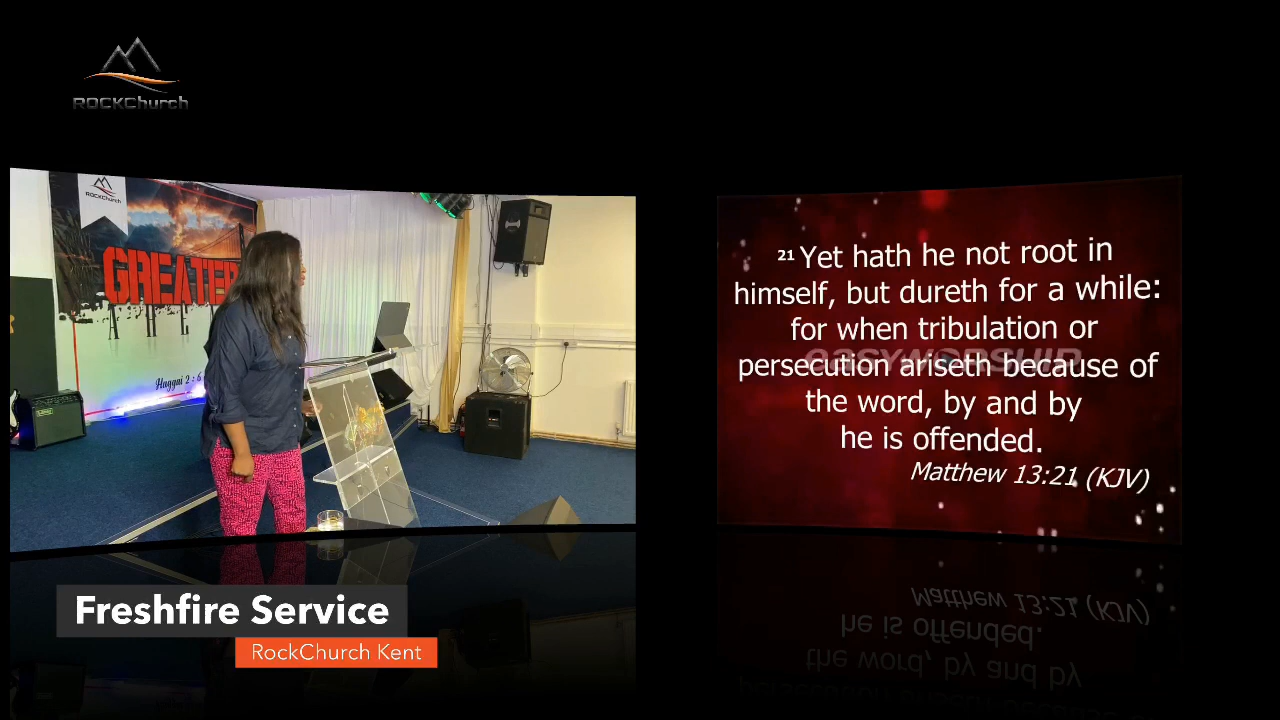 ROCKChurch
ROCKChurch
GREATER
Haggai 2:6
21 Yet hath he not root in
himself, but dureth for a while:
for when tribulation or
persecution ariseth because of
the word, by and by
he is offended.
Matthew 13:21 (KJV)
Freshfire Service
RockChurch Kent